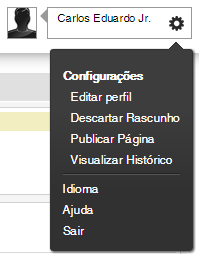 Carlos Eduardo Jr.
Configurações
Editar perfil
Descartar Rascunho
Publicar Página
Visualizar Histórico
Idioma
Ajuda
Sair